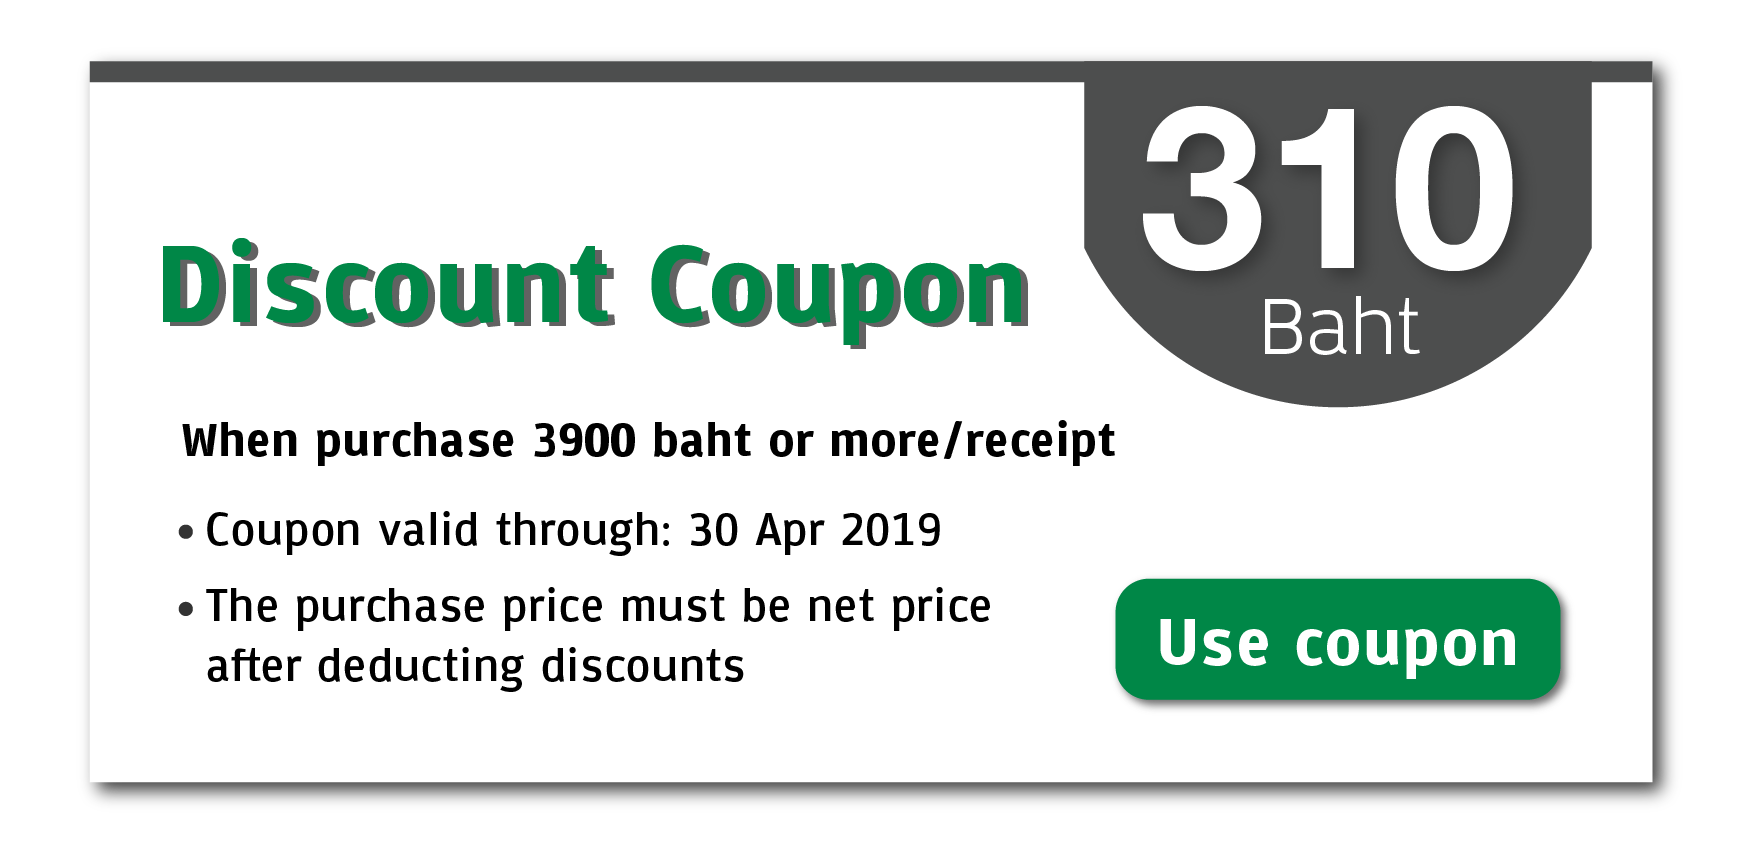 310
Baht
Discount Coupon
When purchase 3900 baht or more/receipt
• Coupon valid through: 30 Apr 2019
• The purchase price must be net price
after deducting discounts
Use coupon